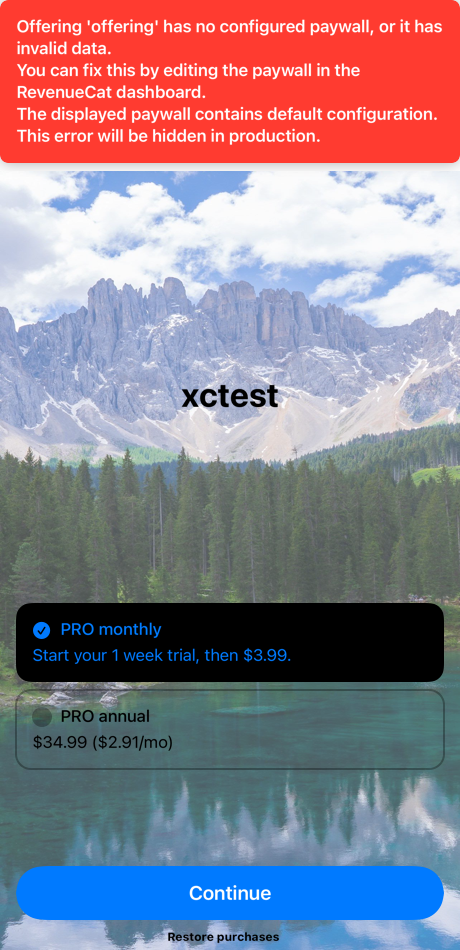 Offering 'offering' has no configured paywall, or it has
invalid data.
You can fix this by editing the paywall in the
RevenueCat dashboard.
The displayed paywall contains default configuration.
This error will be hidden in production.
xctest
PRO monthly
Start your 1 week trial, then $3.99.
PRO annual
$34.99 ($2.91/mo)
Continue
Restore purchases